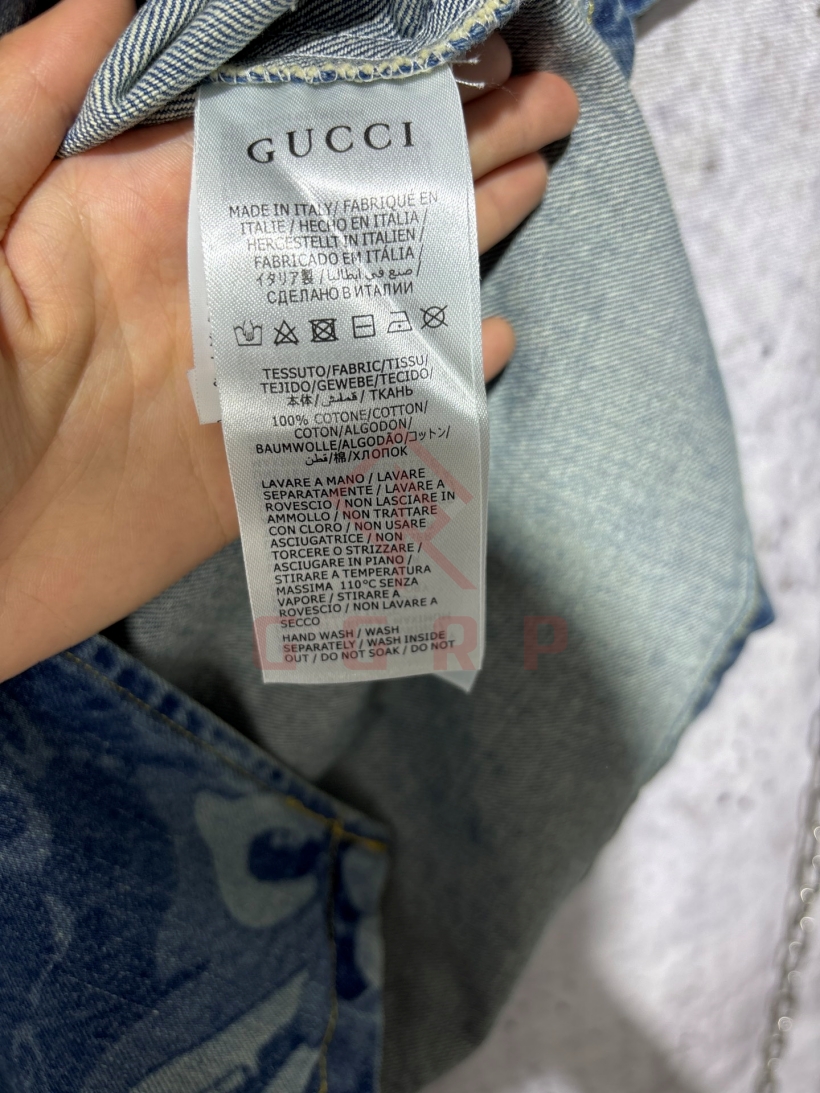 GUCCI
MADE IN ITALY/ FABRIQUÉ EN
ITALIE / HECHO EN ITALIA /
HERGESTELLT IN ITALIEN /
FABRICADO EM ITÁLIA /
イタリア製 / صنع في ايطاليا /
СДЕЛАНО В ИТАЛИИ
TESSUTO/FABRIC/TISSU/
TEJIDO/GEWEBE/TECIDO/
本体/ قملش/ ТКАНЬ
100% COTONE/COTTON/
COTON/ALGODON/
BAUMWOLLE/ALGODÃO/コットン/
قطن/棉/ХЛОПОК
LAVARE A MANO / LAVARE
SEPARATAMENTE / LAVARE A
ROVESCIO / NON LASCIARE IN
AMMOLLO / NON TRATTARE
CON CLORO / NON USARE
ASCIUGATRICE / NON
TORCERE O STRIZZARE /
ASCIUGARE IN PIANO /
STIRARE A TEMPERATURA
MASSIMA 110°C SENZA
VAPORE / STIRARE A
ROVESCIO / NON LAVARE A
SECCO
HAND WASH / WASH
SEPARATELY / WASH INSIDE
OUT / DO NOT SOAK / DO NOT
GGRP